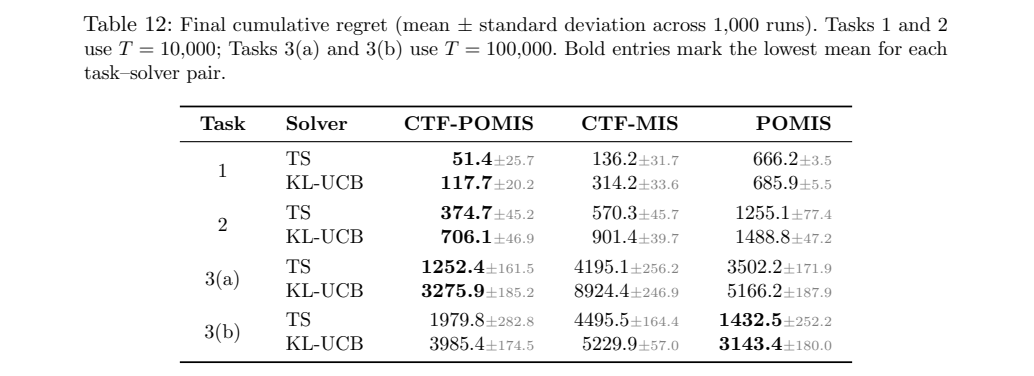 Table 12: Final cumulative regret (mean ± standard deviation across 1,000 runs). Tasks 1 and 2
use T = 10,000; Tasks 3(a) and 3(b) use T = 100,000. Bold entries mark the lowest mean for each
task–solver pair.
Task Solver CTF-POMIS CTF-MIS POMIS
1 TS 51.4±25.7 136.2±31.7 666.2±3.5
KL-UCB 117.7±20.2 314.2±33.6 685.9±5.5
2 TS 374.7±45.2 570.3±45.7 1255.1±77.4
KL-UCB 706.1±46.9 901.4±39.7 1488.8±47.2
3(a) TS 1252.4±161.5 4195.1±256.2 3502.2±171.9
KL-UCB 3275.9±185.2 8924.4±246.9 5166.2±187.9
3(b) TS 1979.8±282.8 4495.5±164.4 1432.5±252.2
KL-UCB 3985.4±174.5 5229.9±57.0 3143.4±180.0